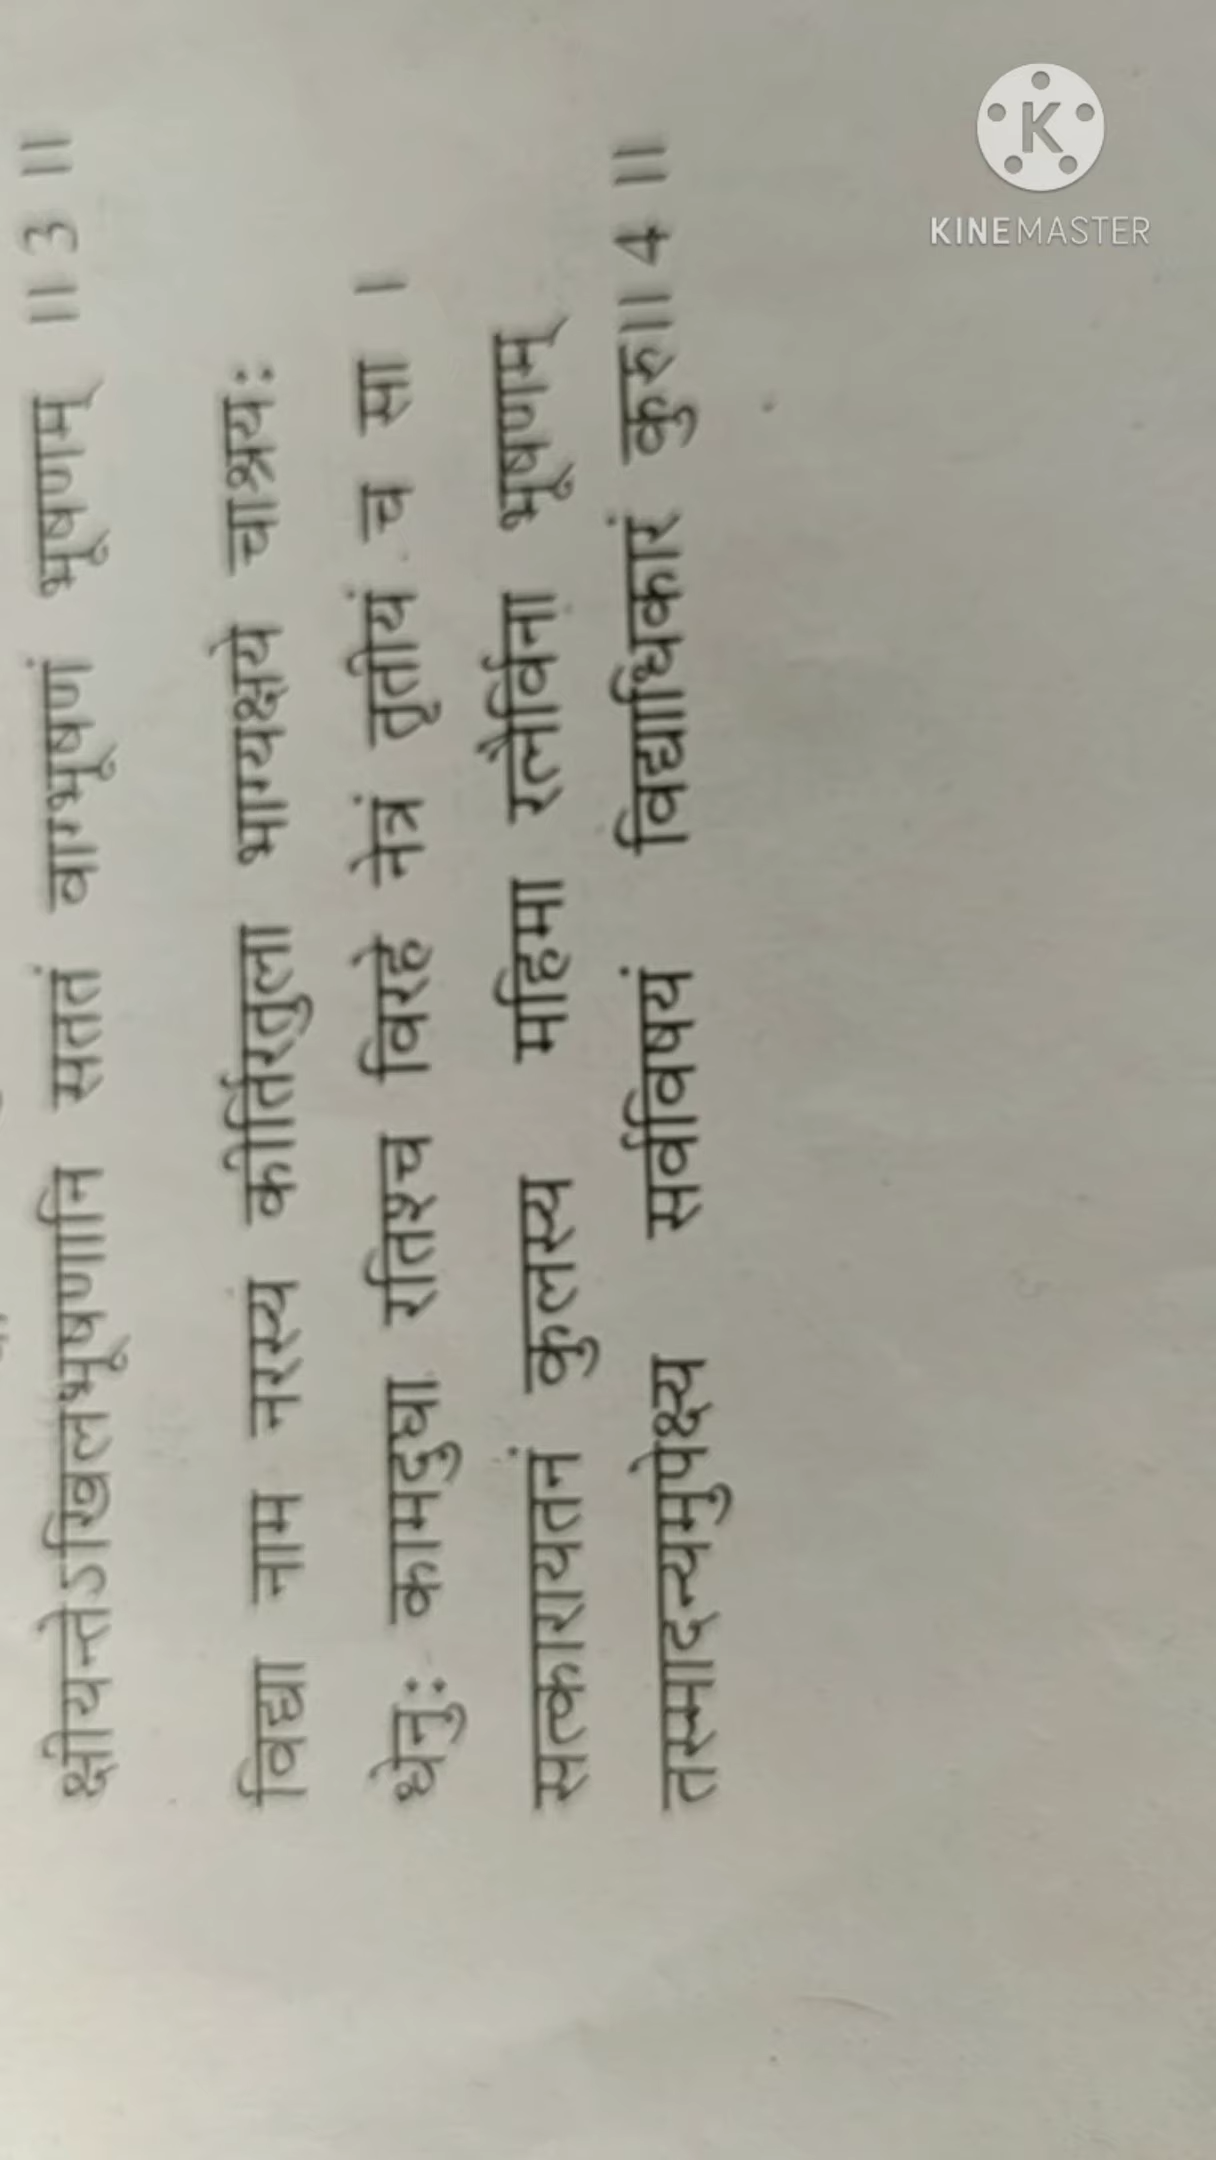 क्षीयन्तेऽखिलभूषणानि सततं वाग्भूषणं भूषणम् ॥ 3 ॥
विद्या नाम नरस्य कीर्तिरतुला भाग्यक्षये चाश्रयः
धेनुः कामदुघा रतिश्च विरहे नेत्रं तृतीयं च सा ।
सत्कारायतनं कुलस्य महिमा रत्नैर्विना भूषणम्
तस्मादन्यमुपेक्ष्य सर्वविषयं विद्याधिकारं कुरु॥ 4 ॥
KINEMASTER